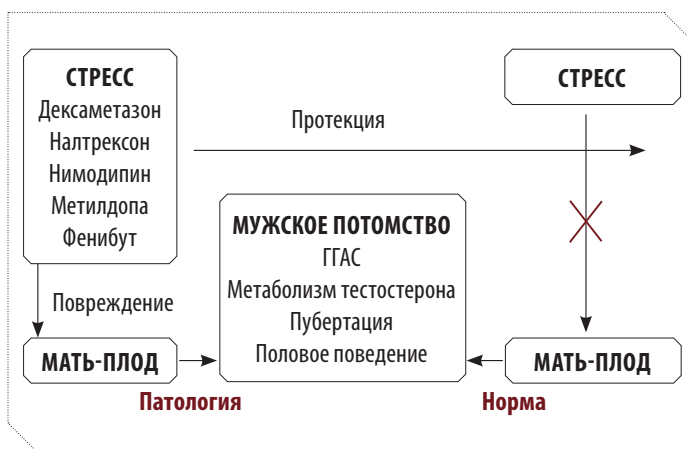 СТРЕСС
Дексаметазон
Налтрексон
Нимодипин
Метилдопа
Фенибут
Протекция
СТРЕСС
МУЖСКОЕ ПОТОМСТВО
ГГАС
Метаболизм тестостерона
Пубертация
Половое поведение
Повреждение
МАТЬ-ПЛОД
МАТЬ-ПЛОД
Патология
Норма